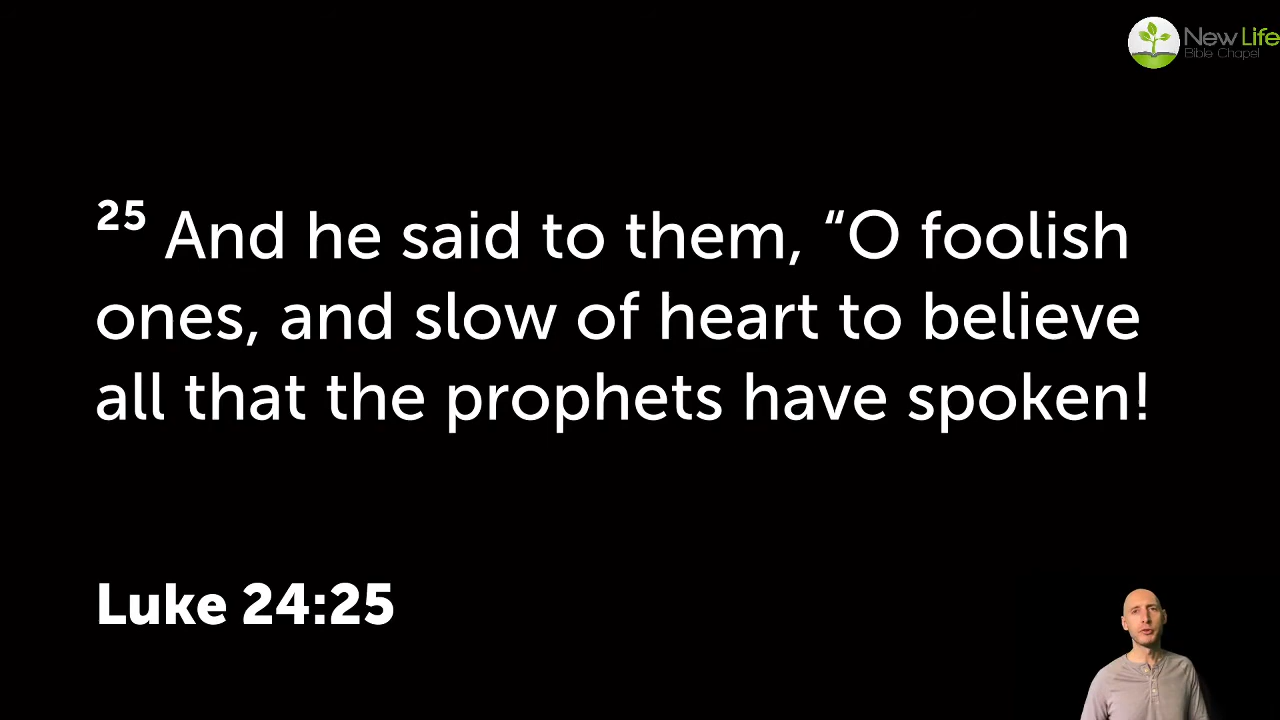 New Life
Bible Chapel
25 And he said to them, “O foolish
ones, and slow of heart to believe
all that the prophets have spoken!
Luke 24:25